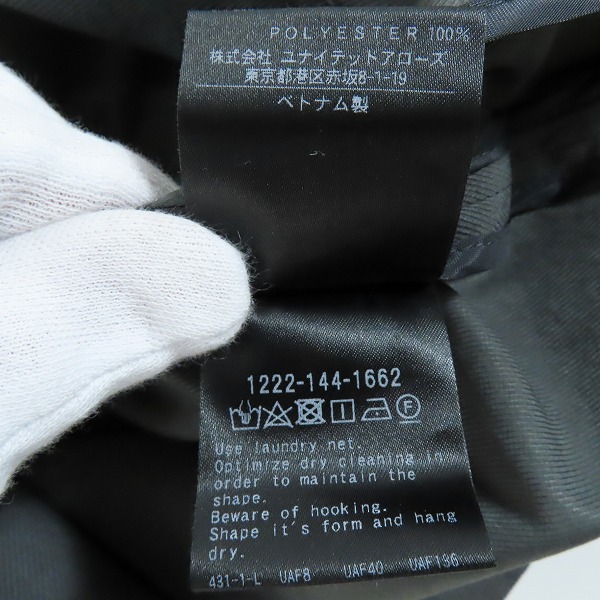 POLYESTER 100%
株式会社 ユナイテッドアローズ
東京都港区赤坂8-1-19
ベトナム製
1222-144-1662
Use laundry net.
Optimize dry cleaning in
order to maintain the
shape.
Beware of hooking.
Shape it's form and hang
dry.
431-1-L UAF8 UAF40 UAF136